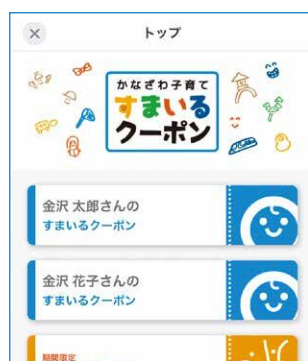 トップ
かなざわ子育て
すまいる
クーポン
金沢 太郎さんの
すまいるクーポン
金沢 花子さんの
すまいるクーポン
期間限定